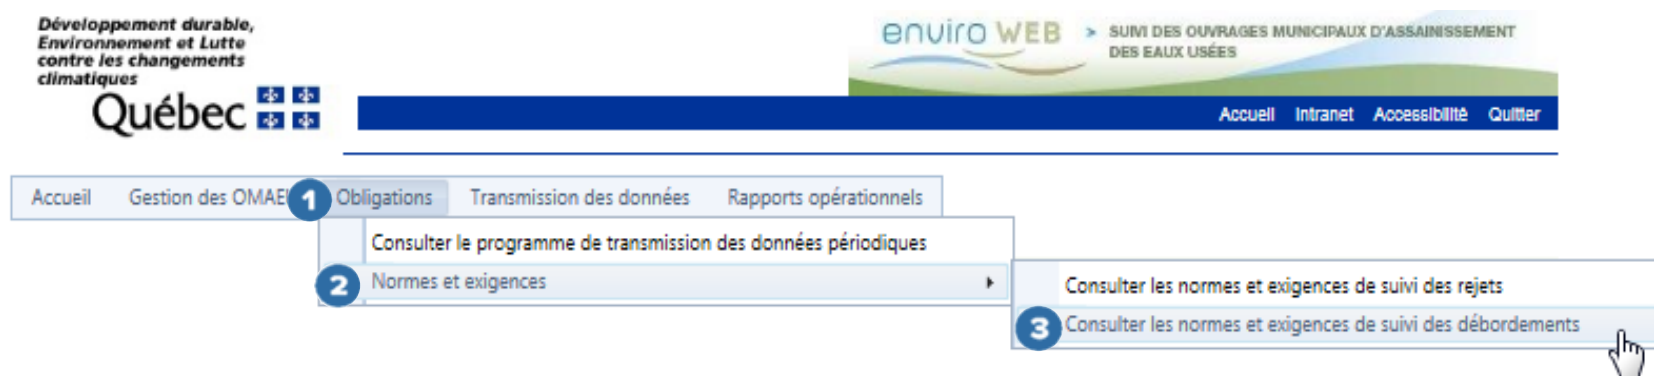 Développement durable,
Environnement et Lutte
contre les changements
climatiques
Québec
enviro WEB > SUIVI DES OUVRAGES MUNICIPAUX D'ASSAINISSEMENT
DES EAUX USÉES
Accueil Intranet Accessibilité Quitter
Accueil Gestion des OMAE 1 Obligations Transmission des données Rapports opérationnels
Consulter le programme de transmission des données périodiques
2 Normes et exigences
Consulter les normes et exigences de suivi des rejets
3 Consulter les normes et exigences de suivi des débordements